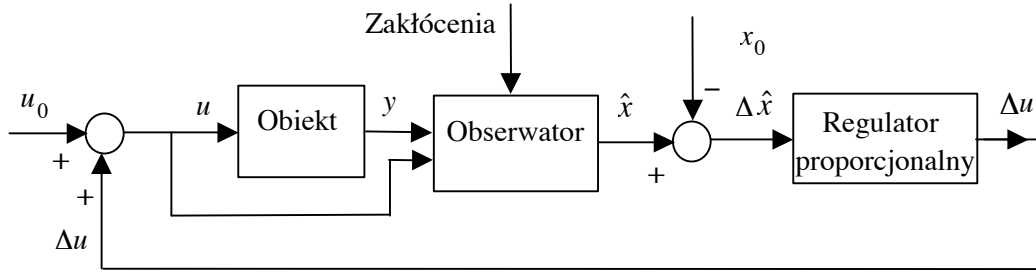 Zakłócenia
x₀
u₀
u
Obiekt
y
Obserwator
x̂
−
Δx̂
Regulator
proporcjonalny
Δu
+
+
+
Δu